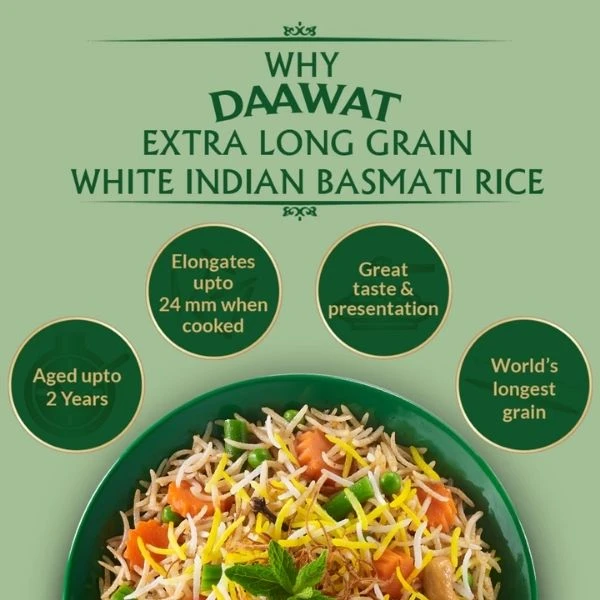 WHY
DAAWAT
EXTRA LONG GRAIN
WHITE INDIAN BASMATI RICE
Aged upto
2 Years
Elongates
upto
24 mm when
cooked
Great
taste &
presentation
World's
longest
grain